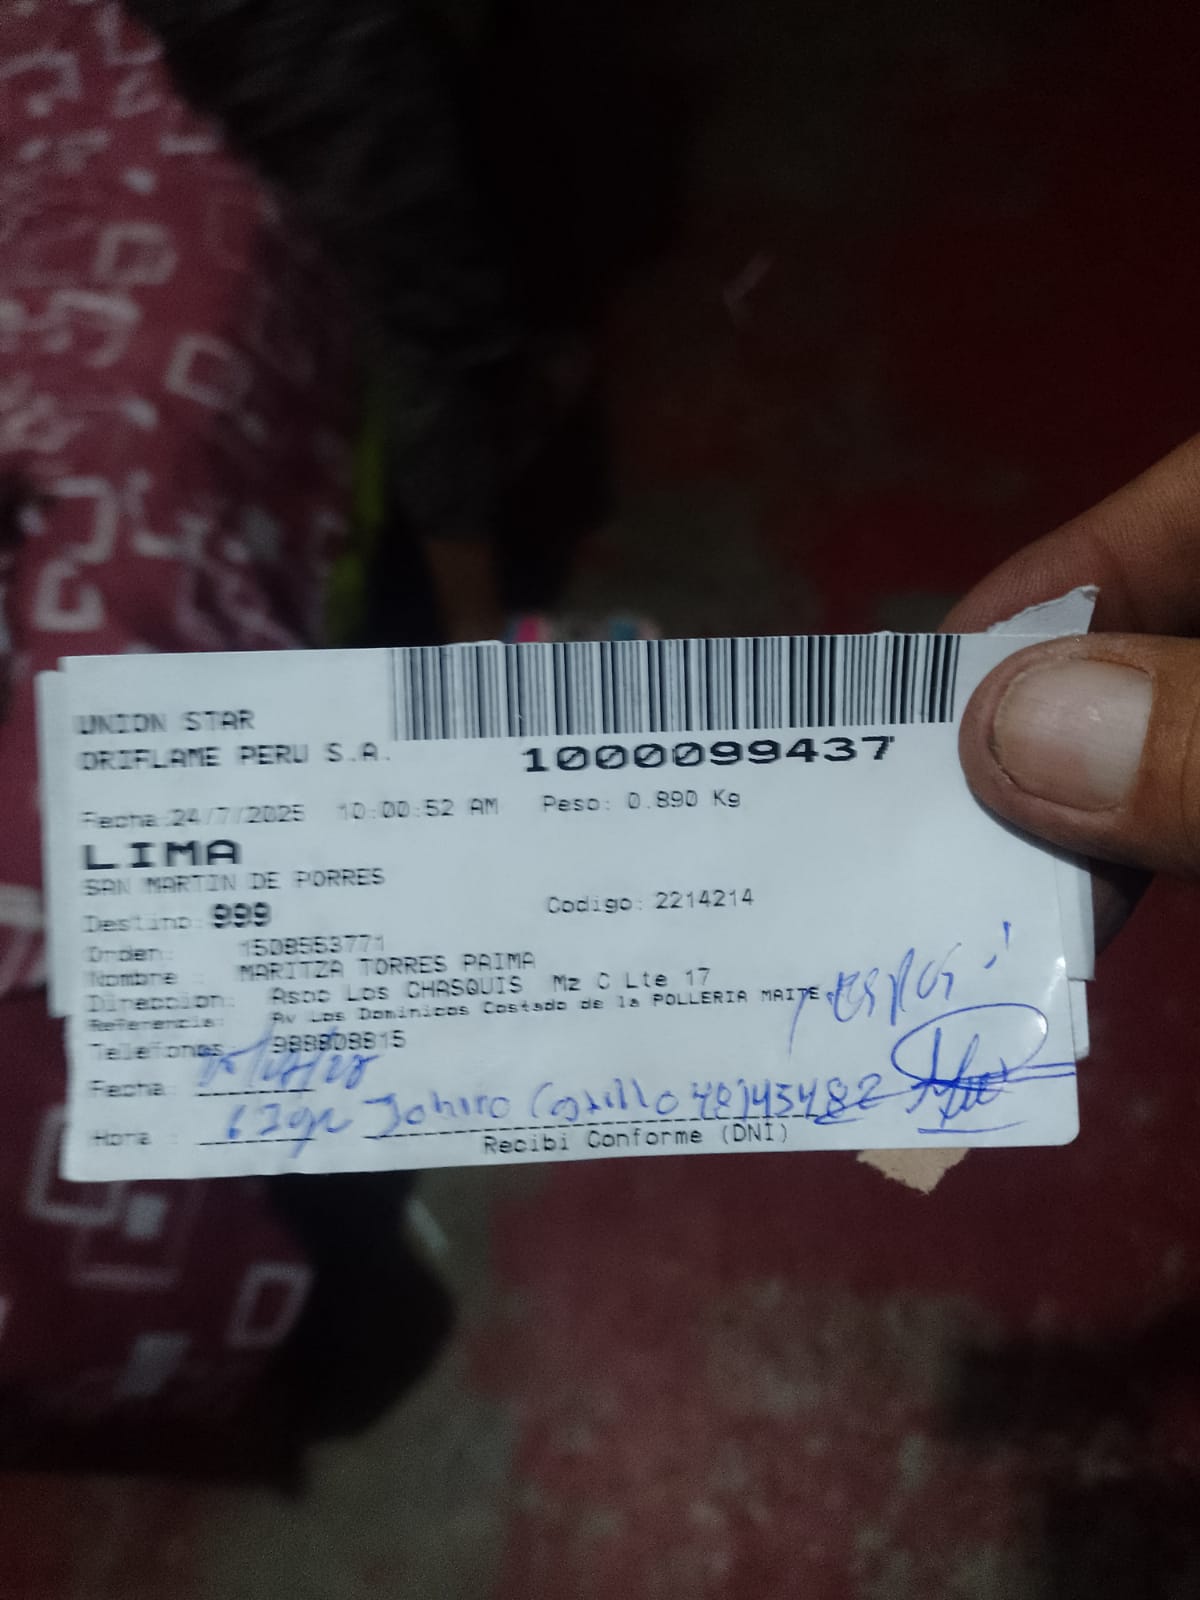 UNION STAR
ORIFLAME PERU S.A.
1000099437
Fecha:24/7/2025 10:00:52 AM Peso: 0.890 Kg
LIMA
SAN MARTIN DE PORRES
Destino: 999 Codigo: 2214214
Orden: 1508553771
Nombre : MARITZA TORRES PAIMA
Direccion: Asoc Los CHASQUIS Mz C Lte 17
Referencia: Av Los Dominicos Costado de la POLLERIA MAITE
Telefonos: 988808815
Fecha:
Hora : Johiro Castillo
Recibi Conforme (DNI)